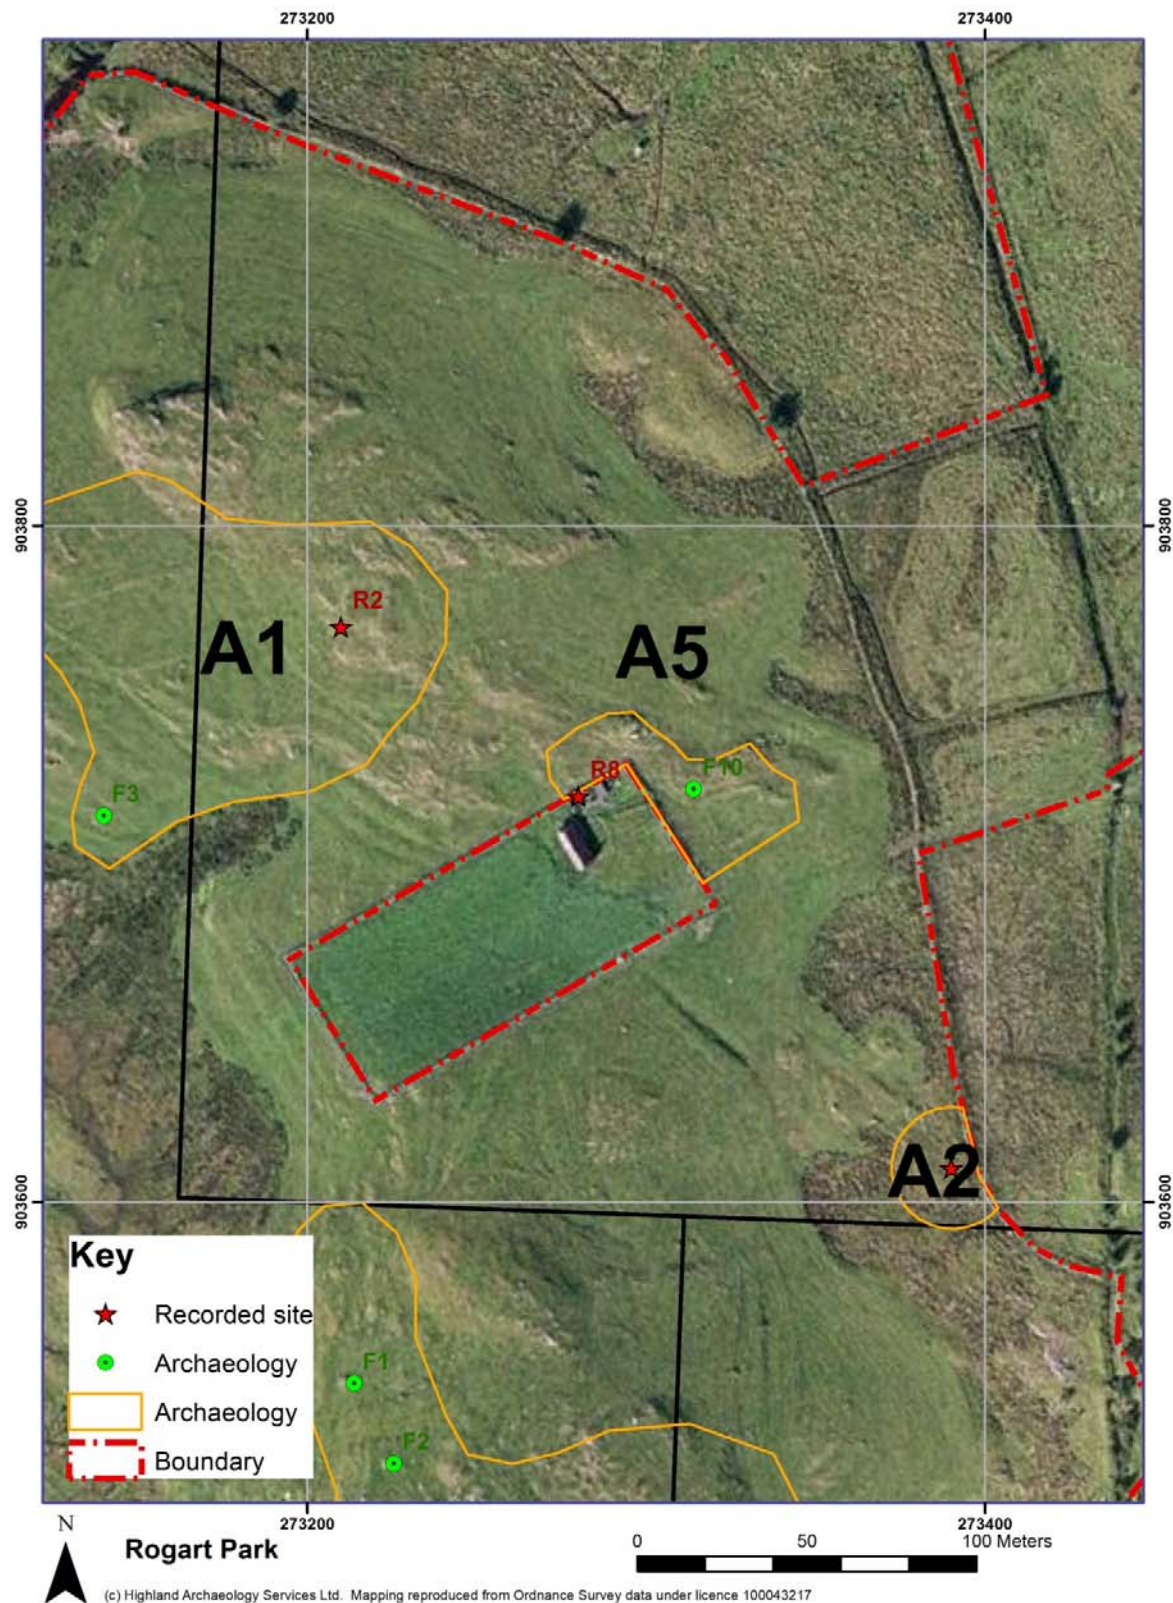 273200
273400
903800
903800
R2
A1
A5
R8
F10
F3
A2
903600
903600
Key
Recorded site
Archaeology
Archaeology
Boundary
F1
F2
273200
273400
N
Rogart Park
0 50 100 Meters
(c) Highland Archaeology Services Ltd. Mapping reproduced from Ordnance Survey data under licence 100043217